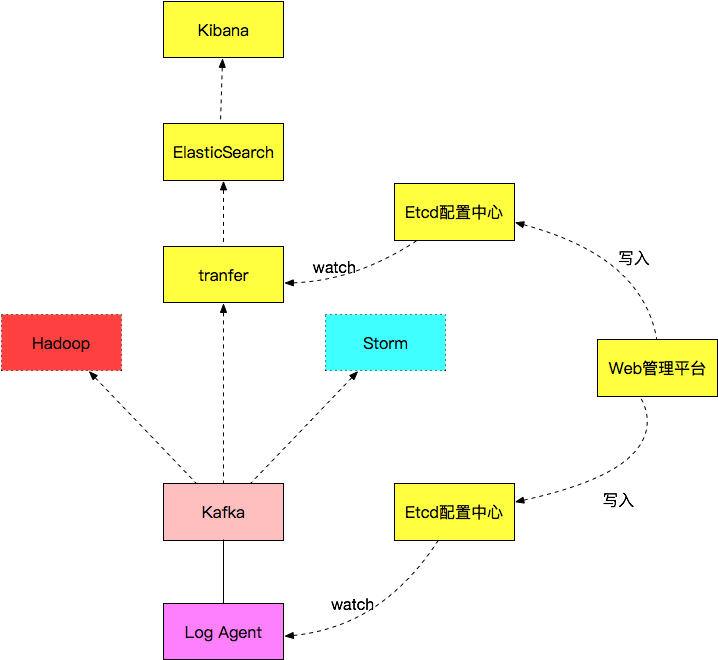 Kibana
ElasticSearch
Etcd配置中心
写入
watch
tranfer
Hadoop
Storm
Web管理平台
Kafka
Etcd配置中心
写入
watch
Log Agent